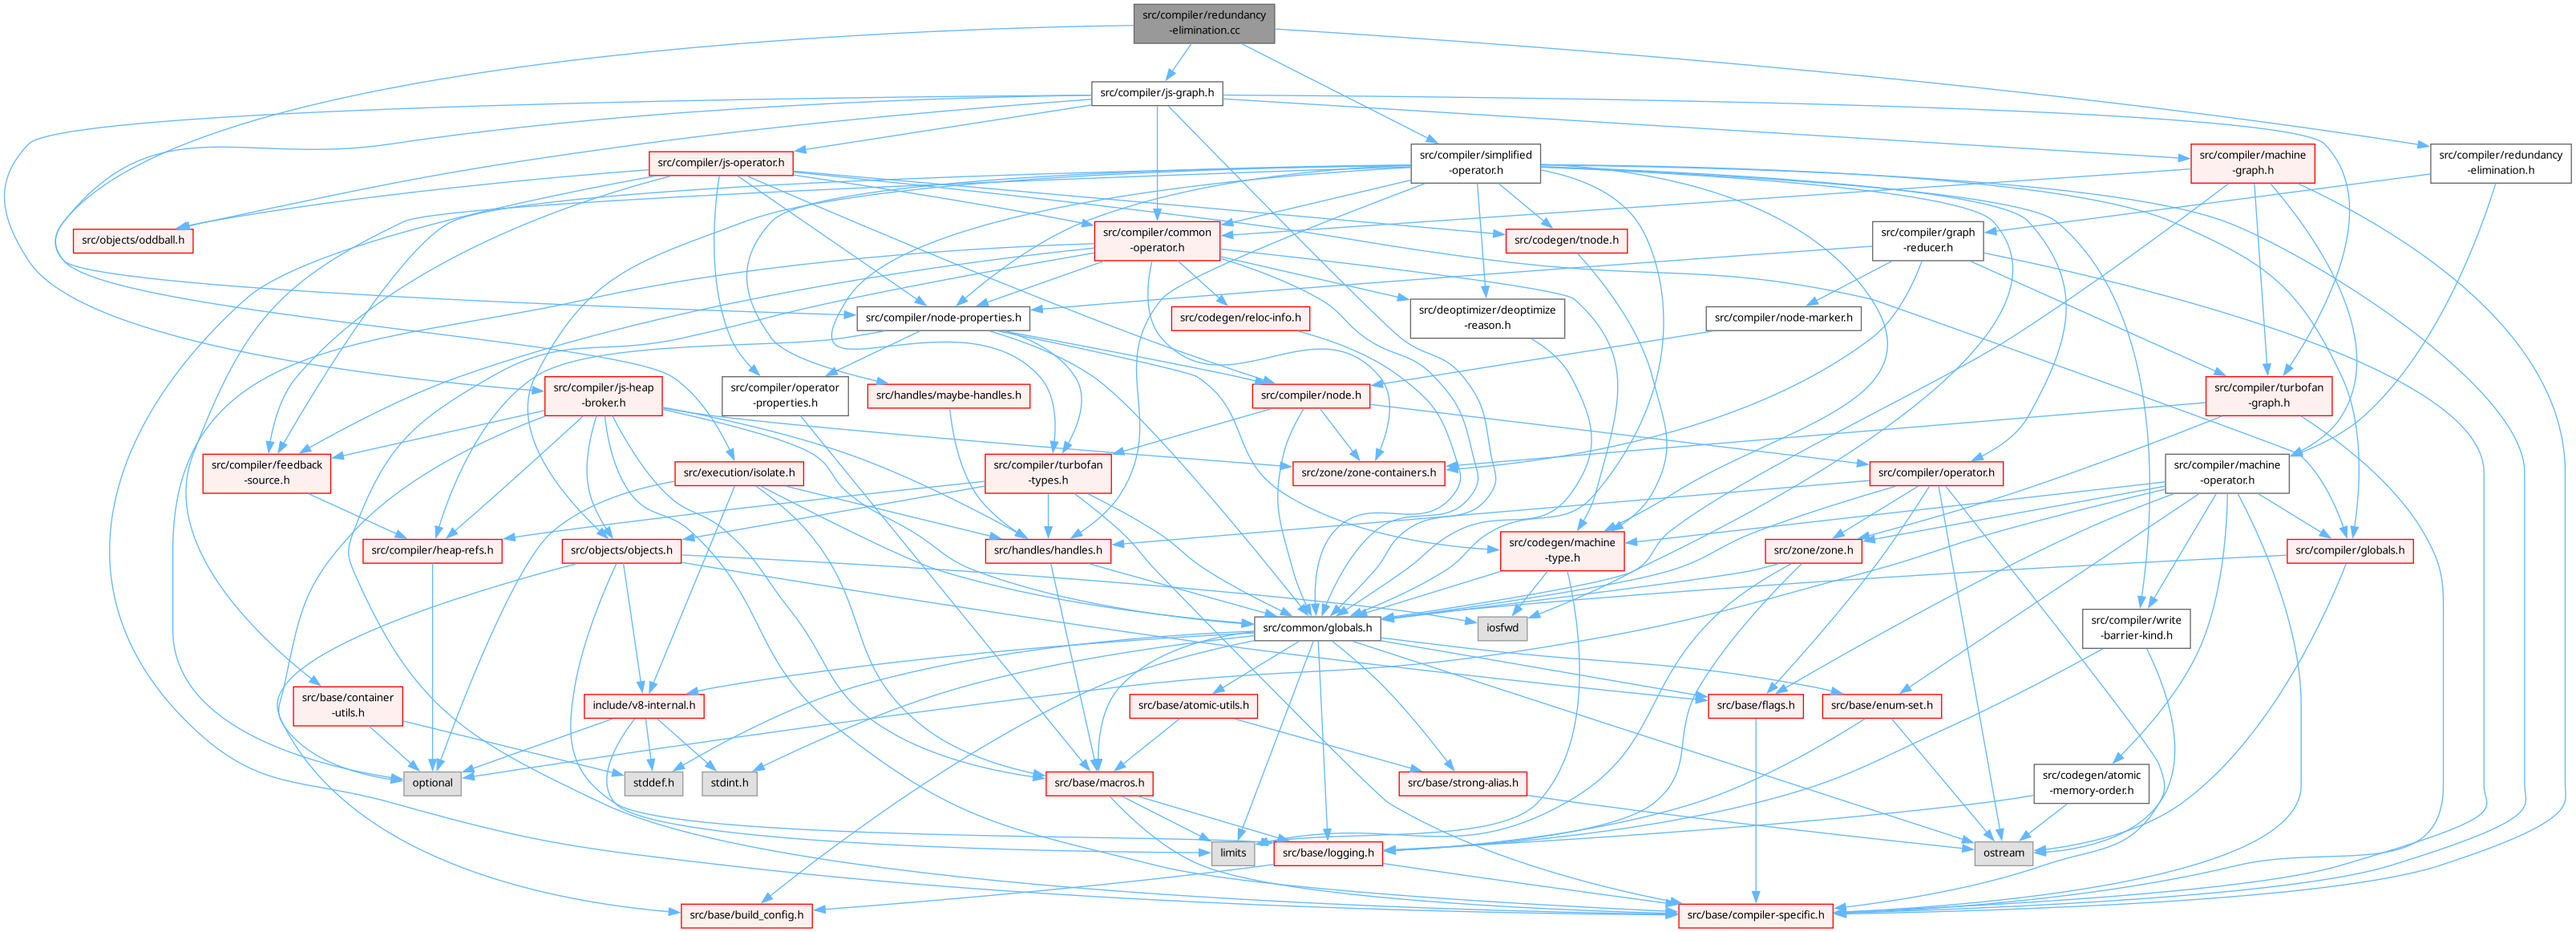 src/compiler/redundancy
-elimination.cc
src/compiler/js-graph.h
src/compiler/js-operator.h
src/compiler/simplified
-operator.h
src/compiler/machine
-graph.h
src/compiler/redundancy
-elimination.h
src/objects/oddball.h
src/compiler/common
-operator.h
src/codegen/tnode.h
src/compiler/graph
-reducer.h
src/compiler/node-properties.h
src/codegen/reloc-info.h
src/deoptimizer/deoptimize
-reason.h
src/compiler/node-marker.h
src/compiler/js-heap
-broker.h
src/compiler/operator
-properties.h
src/handles/maybe-handles.h
src/compiler/node.h
src/compiler/turbofan
-graph.h
src/compiler/feedback
-source.h
src/execution/isolate.h
src/compiler/turbofan
-types.h
src/zone/zone-containers.h
src/compiler/operator.h
src/compiler/machine
-operator.h
src/compiler/heap-refs.h
src/objects/objects.h
src/handles/handles.h
src/codegen/machine
-type.h
src/zone/zone.h
src/compiler/globals.h
src/common/globals.h
iosfwd
src/compiler/write
-barrier-kind.h
src/base/container
-utils.h
include/v8-internal.h
src/base/atomic-utils.h
src/base/flags.h
src/base/enum-set.h
optional
stddef.h
stdint.h
src/base/macros.h
src/base/strong-alias.h
src/codegen/atomic
-memory-order.h
limits
src/base/logging.h
ostream
src/base/build_config.h
src/base/compiler-specific.h